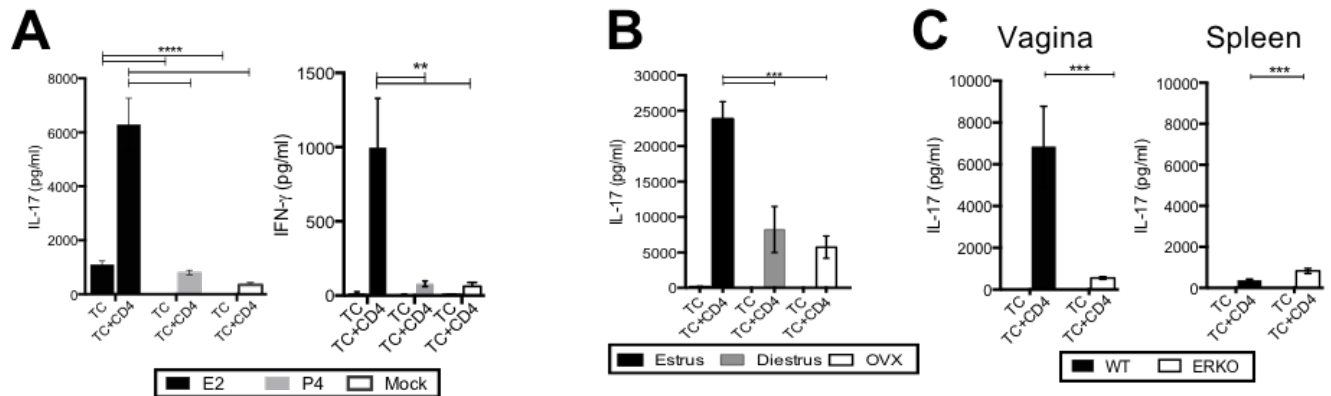 A
B
C
Vagina
Spleen
****
**
***
***
***
8000
6000
4000
2000
0
IL-17 (pg/ml)
TC
TC+CD4
TC
TC+CD4
TC
TC+CD4
1500
1000
500
0
IFN-γ (pg/ml)
TC
TC+CD4
TC
TC+CD4
TC
TC+CD4
E2 P4 Mock
30000
25000
20000
15000
10000
5000
0
IL-17 (pg/ml)
TC
TC+CD4
TC
TC+CD4
TC
TC+CD4
Estrus Diestrus OVX
10000
8000
6000
4000
2000
0
IL-17 (pg/ml)
TC
TC+CD4
TC
TC+CD4
10000
8000
6000
4000
2000
0
IL-17 (pg/ml)
TC
TC+CD4
TC
TC+CD4
WT ERKO